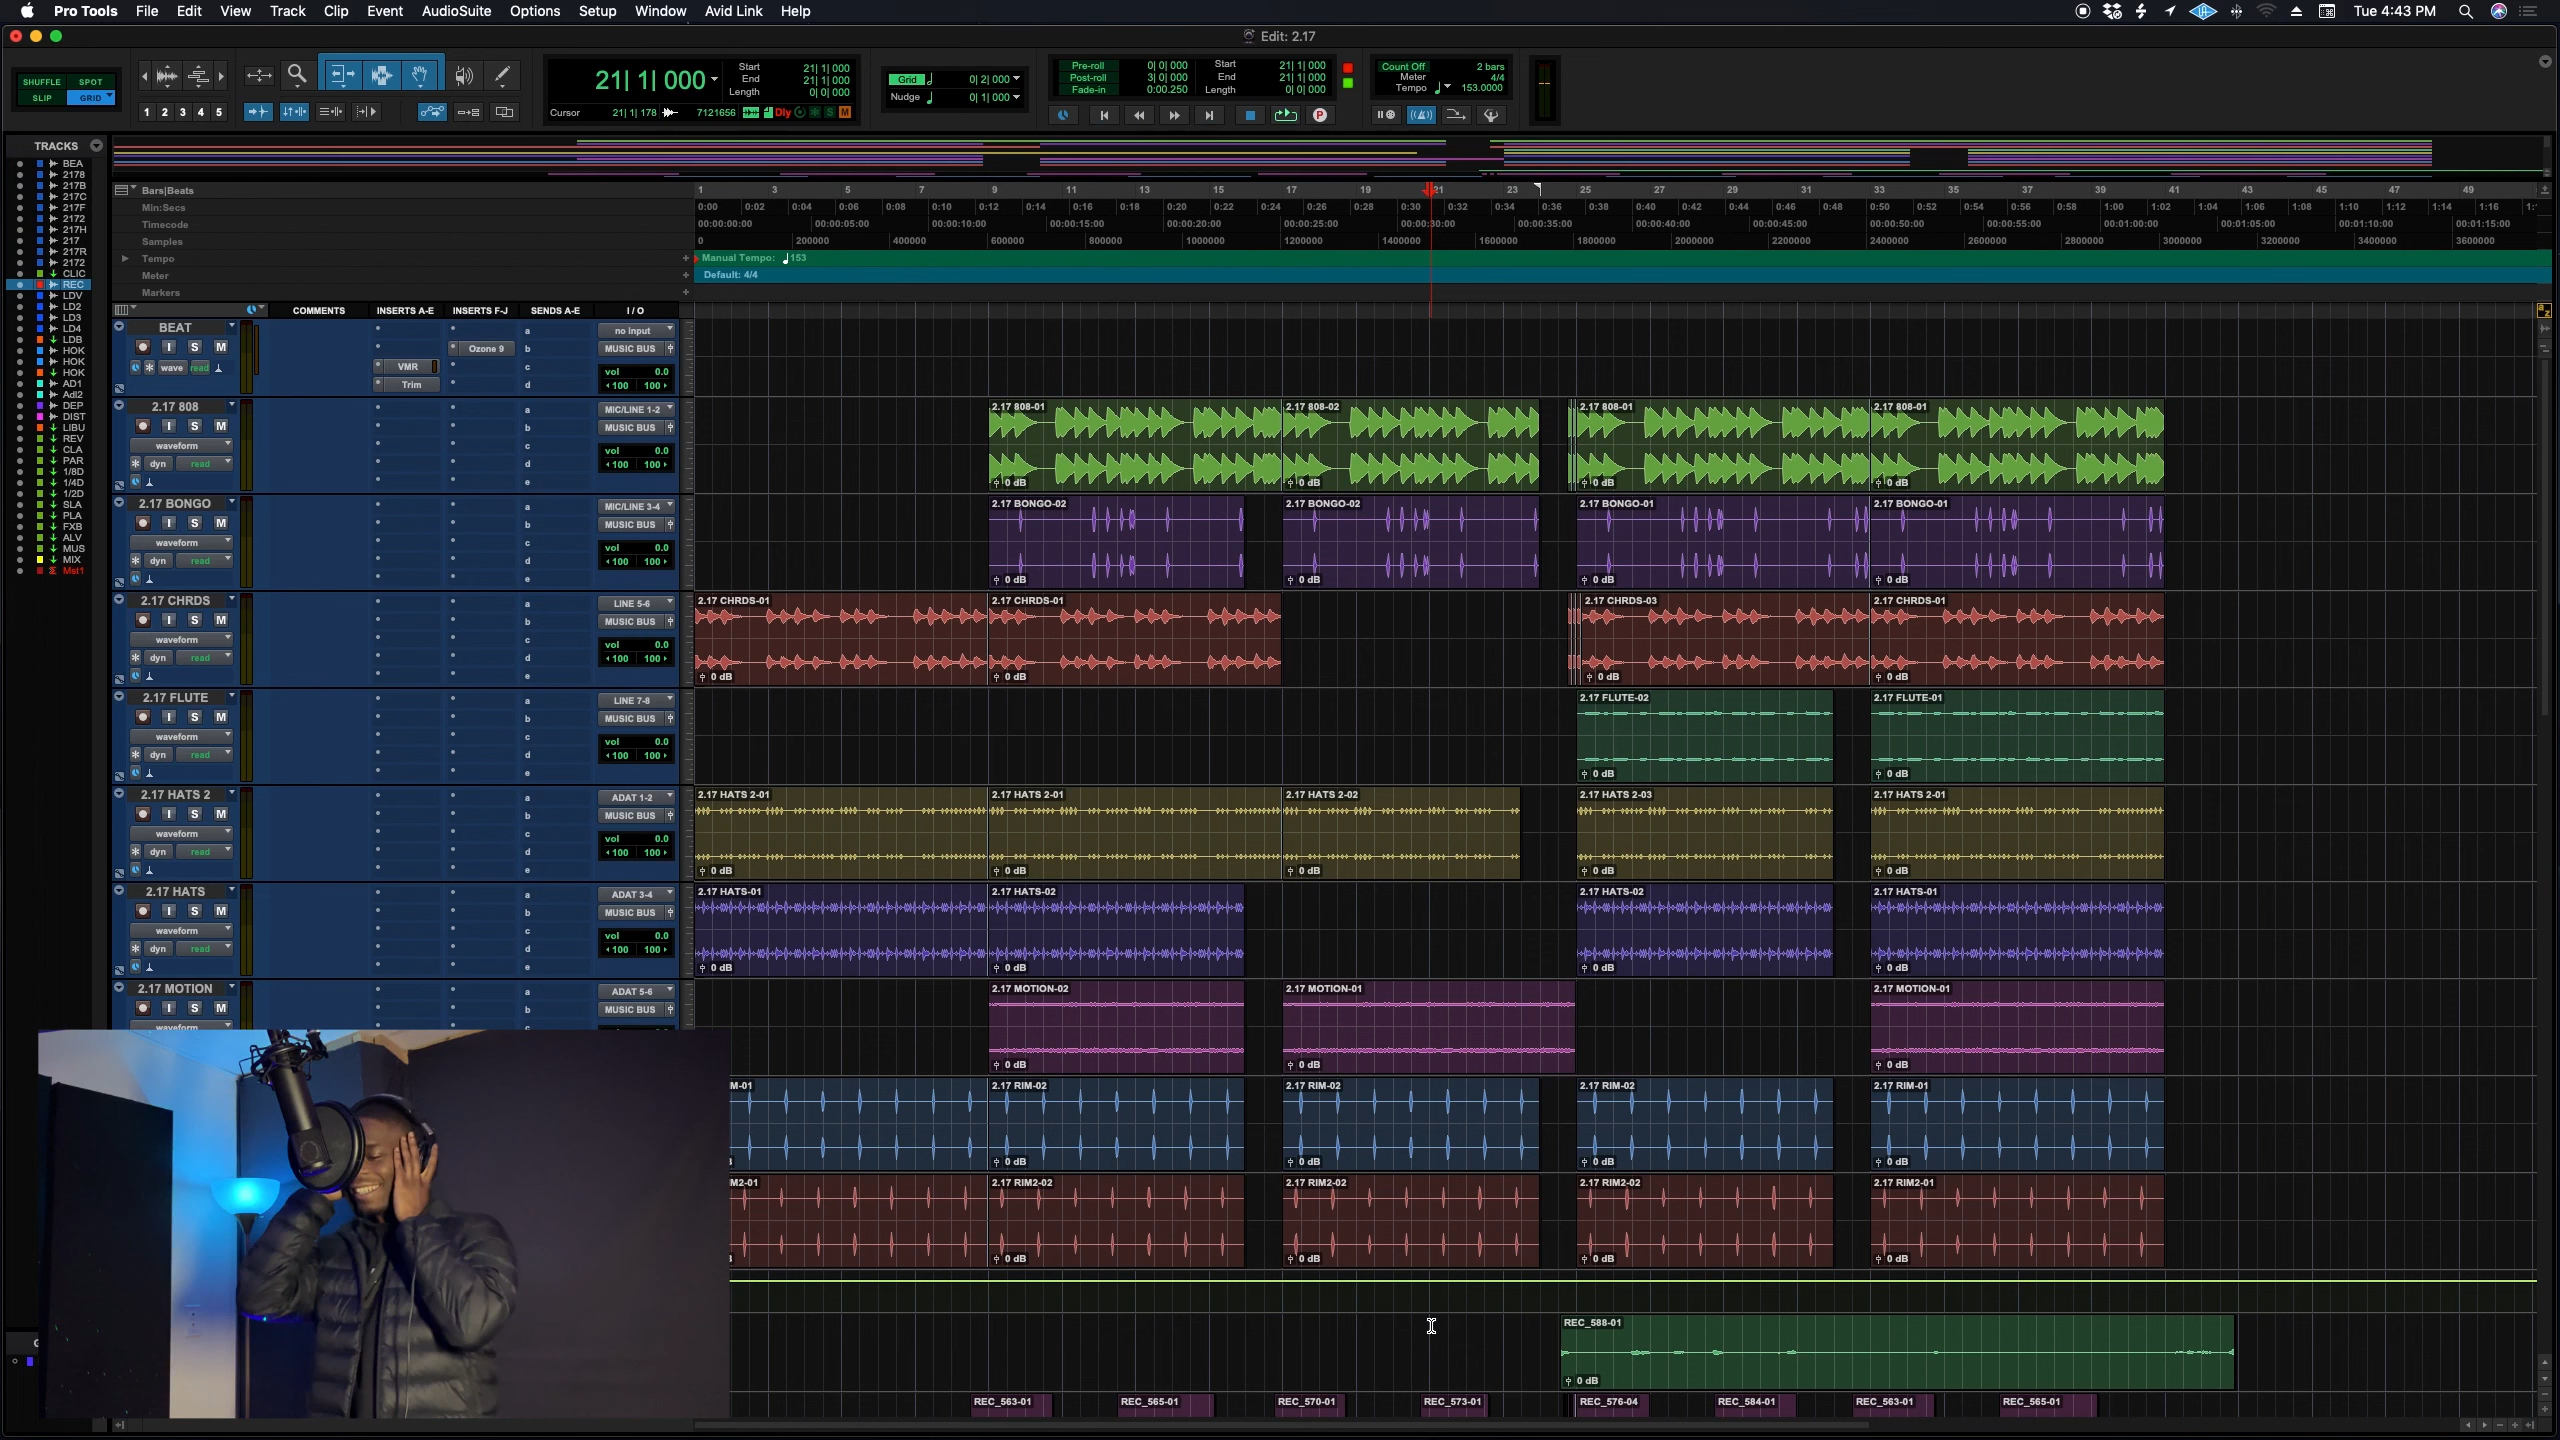 Pro Tools File Edit View Track Clip Event AudioSuite Options Setup Window Avid Link Help Tue 4:43 PM
Edit: 2.17
SHUFFLE SPOT
SLIP GRID
1 2 3 4 5
21| 1| 000
Start 21| 1| 000
End 21| 1| 000
Length 0| 0| 000
Cursor 21| 1| 178 7121656 Dly S M
Grid 0| 2| 000
Nudge 0| 1| 000
Pre-roll 0| 0| 000 Start 21| 1| 000
Post-roll 3| 0| 000 End 21| 1| 000
Fade-in 0:00.250 Length 0| 0| 000
Count Off 2 bars
Meter 4/4
Tempo 153.0000
TRACKS
BEA
2178
217B
217C
217F
2172
217H
217
217R
2172
CLIC
REC
LDV
LD2
LD3
LD4
LDB
HOK
HOK
HOK
AD1
Adl2
DEP
DIST
LIBU
REV
CLA
PAR
1/8D
1/4D
1/2D
SLA
PLA
FXB
ALV
MUS
MIX
Mst1
Bars|Beats 1 3 5 7 9 11 13 15 17 19 21 23 25 27 29 31 33 35 37 39 41 43 45 47 49
Min:Secs 0:00 0:02 0:04 0:06 0:08 0:10 0:12 0:14 0:16 0:18 0:20 0:22 0:24 0:26 0:28 0:30 0:32 0:34 0:36 0:38 0:40 0:42 0:44 0:46 0:48 0:50 0:52 0:54 0:56 0:58 1:00 1:02 1:04 1:06 1:08 1:10 1:12 1:14 1:16
Timecode 00:00:00:00 00:00:05:00 00:00:10:00 00:00:15:00 00:00:20:00 00:00:25:00 00:00:30:00 00:00:35:00 00:00:40:00 00:00:45:00 00:00:50:00 00:00:55:00 00:01:00:00 00:01:05:00 00:01:10:00 00:01:15:00
Samples 0 200000 400000 600000 800000 1000000 1200000 1400000 1600000 1800000 2000000 2200000 2400000 2600000 2800000 3000000 3200000 3400000 3600000
Tempo Manual Tempo: 153
Meter Default: 4/4
Markers
COMMENTS INSERTS A-E INSERTS F-J SENDS A-E I / O
BEAT a no input
I S M Ozone 9 b MUSIC BUS
wave read VMR c vol 0.0
Trim d 100 100
2.17 808 a MIC/LINE 1-2 2.17 808-01 2.17 808-02 2.17 808-01 2.17 808-01
I S M b MUSIC BUS
waveform c vol 0.0
dyn read d 100 100
e 0 dB 0 dB 0 dB 0 dB
2.17 BONGO a MIC/LINE 3-4 2.17 BONGO-02 2.17 BONGO-02 2.17 BONGO-01 2.17 BONGO-01
I S M b MUSIC BUS
waveform c vol 0.0
dyn read d 100 100
e 0 dB 0 dB 0 dB 0 dB
2.17 CHRDS a LINE 5-6 2.17 CHRDS-01 2.17 CHRDS-01 2.17 CHRDS-03 2.17 CHRDS-01
I S M b MUSIC BUS
waveform c vol 0.0
dyn read d 100 100
e 0 dB 0 dB 0 dB 0 dB
2.17 FLUTE a LINE 7-8 2.17 FLUTE-02 2.17 FLUTE-01
I S M b MUSIC BUS
waveform c vol 0.0
dyn read d 100 100
e 0 dB 0 dB
2.17 HATS 2 a ADAT 1-2 2.17 HATS 2-01 2.17 HATS 2-01 2.17 HATS 2-02 2.17 HATS 2-03 2.17 HATS 2-01
I S M b MUSIC BUS
waveform c vol 0.0
dyn read d 100 100
e 0 dB 0 dB 0 dB 0 dB 0 dB
2.17 HATS a ADAT 3-4 2.17 HATS-01 2.17 HATS-02 2.17 HATS-02 2.17 HATS-01
I S M b MUSIC BUS
waveform c vol 0.0
dyn read d 100 100
e 0 dB 0 dB 0 dB 0 dB
2.17 MOTION a ADAT 5-6 2.17 MOTION-02 2.17 MOTION-01 2.17 MOTION-01
I S M b MUSIC BUS
waveform
0 dB 0 dB 0 dB
M-01 2.17 RIM-02 2.17 RIM-02 2.17 RIM-02 2.17 RIM-01
0 dB 0 dB 0 dB 0 dB
M2-01 2.17 RIM2-02 2.17 RIM2-02 2.17 RIM2-02 2.17 RIM2-01
0 dB 0 dB 0 dB 0 dB
REC_588-01
0 dB
REC_563-01 REC_565-01 REC_570-01 REC_573-01 REC_576-04 REC_584-01 REC_563-01 REC_565-01